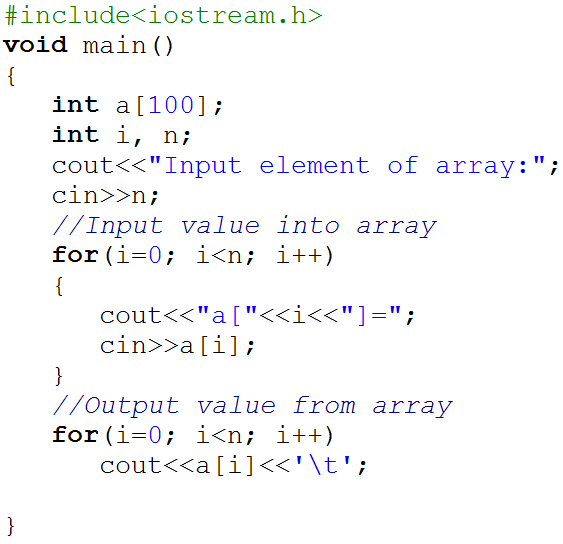 #include<iostream.h>
void main()
{
   int a[100];
   int i, n;
   cout<<"Input element of array:";
   cin>>n;
   //Input value into array
   for(i=0; i<n; i++)
   {
      cout<<"a["<<i<<"]=";
      cin>>a[i];
   }
   //Output value from array
   for(i=0; i<n; i++)
      cout<<a[i]<<'\t';
}